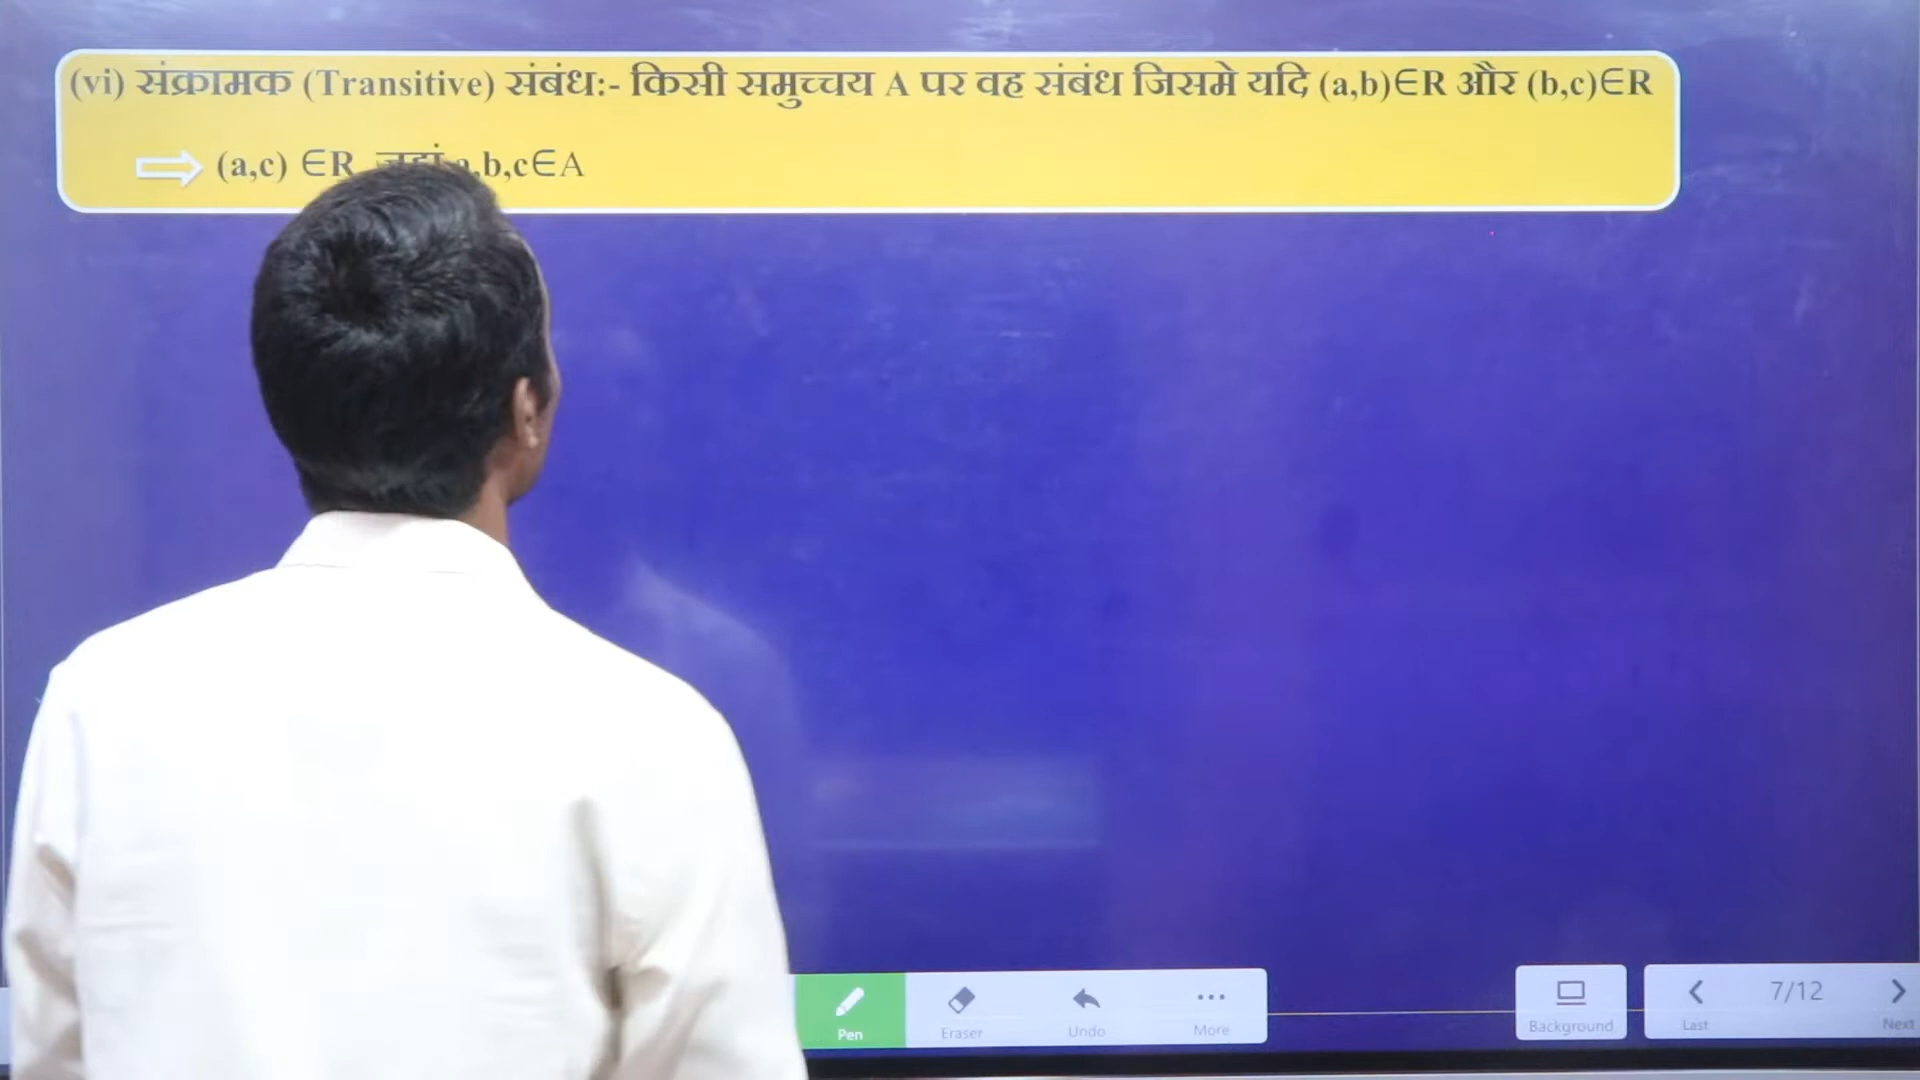 (vi) संक्रामक (Transitive) संबंध:- किसी समुच्चय A पर वह संबंध जिसमे यदि (a,b)∈R और (b,c)∈R
(a,c) ∈R जहां a,b,c∈A
Pen
Eraser
Undo
More
Background
Last
7/12
Next